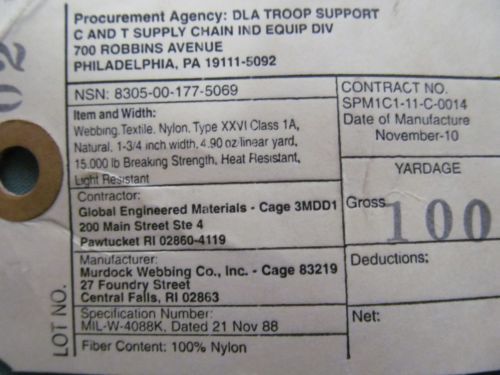 Procurement Agency: DLA TROOP SUPPORT
C AND T SUPPLY CHAIN IND EQUIP DIV
700 ROBBINS AVENUE
PHILADELPHIA, PA 19111-5092
NSN: 8305-00-177-5069
Item and Width:
Webbing, Textile, Nylon, Type XXVI Class 1A,
Natural, 1-3/4 inch width, 4.90 oz/linear yard,
15,000 lb Breaking Strength, Heat Resistant,
Light Resistant
Contractor:
Global Engineered Materials - Cage 3MDD1
200 Main Street Ste 4
Pawtucket RI 02860-4119
Manufacturer:
Murdock Webbing Co., Inc. - Cage 83219
27 Foundry Street
Central Falls, RI 02863
Specification Number:
MIL-W-4088K, Dated 21 Nov 88
Fiber Content: 100% Nylon
CONTRACT NO.
SPM1C1-11-C-0014
Date of Manufacture
November-10
YARDAGE
Gross
100
Deductions:
Net:
LOT NO.
02